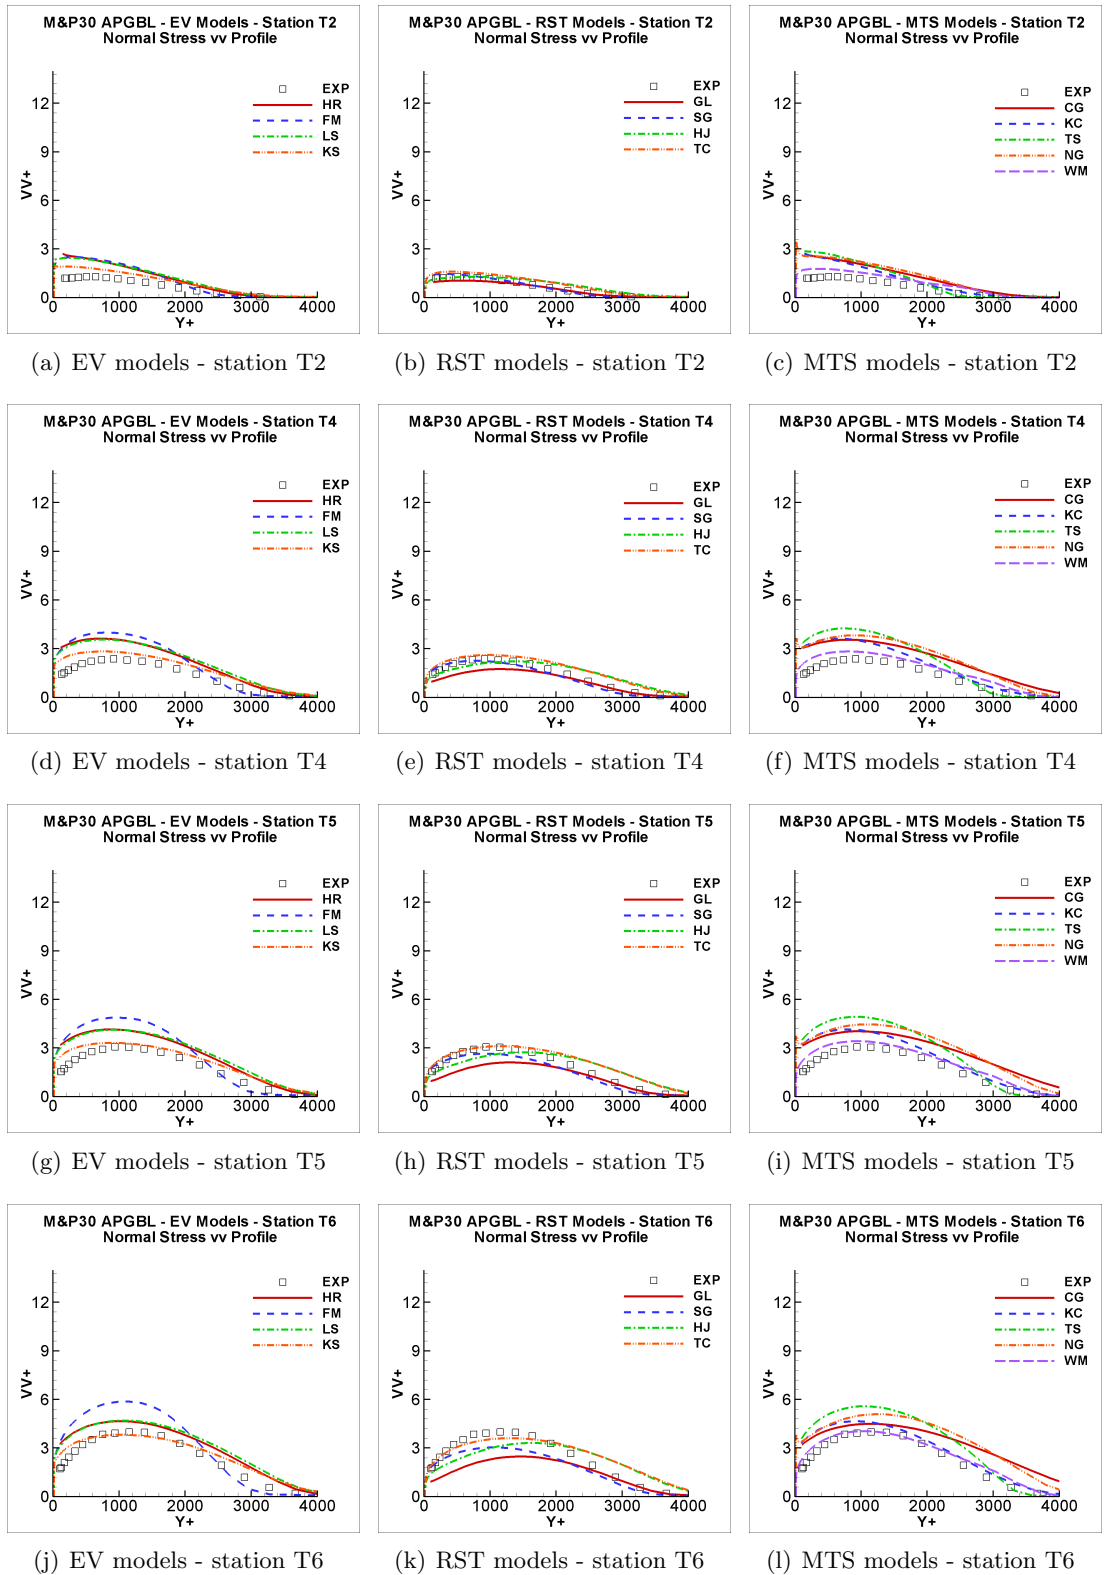 M&P30 APGBL - EV Models - Station T2
Normal Stress vv Profile
EXP
HR
FM
LS
KS
VV+
12
9
6
3
0
0 1000 2000 3000 4000
Y+
(a) EV models - station T2
M&P30 APGBL - RST Models - Station T2
Normal Stress vv Profile
EXP
GL
SG
HJ
TC
VV+
12
9
6
3
0
0 1000 2000 3000 4000
Y+
(b) RST models - station T2
M&P30 APGBL - MTS Models - Station T2
Normal Stress vv Profile
EXP
CG
KC
TS
NG
WM
VV+
12
9
6
3
0
0 1000 2000 3000 4000
Y+
(c) MTS models - station T2
M&P30 APGBL - EV Models - Station T4
Normal Stress vv Profile
EXP
HR
FM
LS
KS
VV+
12
9
6
3
0
0 1000 2000 3000 4000
Y+
(d) EV models - station T4
M&P30 APGBL - RST Models - Station T4
Normal Stress vv Profile
EXP
GL
SG
HJ
TC
VV+
12
9
6
3
0
0 1000 2000 3000 4000
Y+
(e) RST models - station T4
M&P30 APGBL - MTS Models - Station T4
Normal Stress vv Profile
EXP
CG
KC
TS
NG
WM
VV+
12
9
6
3
0
0 1000 2000 3000 4000
Y+
(f) MTS models - station T4
M&P30 APGBL - EV Models - Station T5
Normal Stress vv Profile
EXP
HR
FM
LS
KS
VV+
12
9
6
3
0
0 1000 2000 3000 4000
Y+
(g) EV models - station T5
M&P30 APGBL - RST Models - Station T5
Normal Stress vv Profile
EXP
GL
SG
HJ
TC
VV+
12
9
6
3
0
0 1000 2000 3000 4000
Y+
(h) RST models - station T5
M&P30 APGBL - MTS Models - Station T5
Normal Stress vv Profile
EXP
CG
KC
TS
NG
WM
VV+
12
9
6
3
0
0 1000 2000 3000 4000
Y+
(i) MTS models - station T5
M&P30 APGBL - EV Models - Station T6
Normal Stress vv Profile
EXP
HR
FM
LS
KS
VV+
12
9
6
3
0
0 1000 2000 3000 4000
Y+
(j) EV models - station T6
M&P30 APGBL - RST Models - Station T6
Normal Stress vv Profile
EXP
GL
SG
HJ
TC
VV+
12
9
6
3
0
0 1000 2000 3000 4000
Y+
(k) RST models - station T6
M&P30 APGBL - MTS Models - Station T6
Normal Stress vv Profile
EXP
CG
KC
TS
NG
WM
VV+
12
9
6
3
0
0 1000 2000 3000 4000
Y+
(l) MTS models - station T6